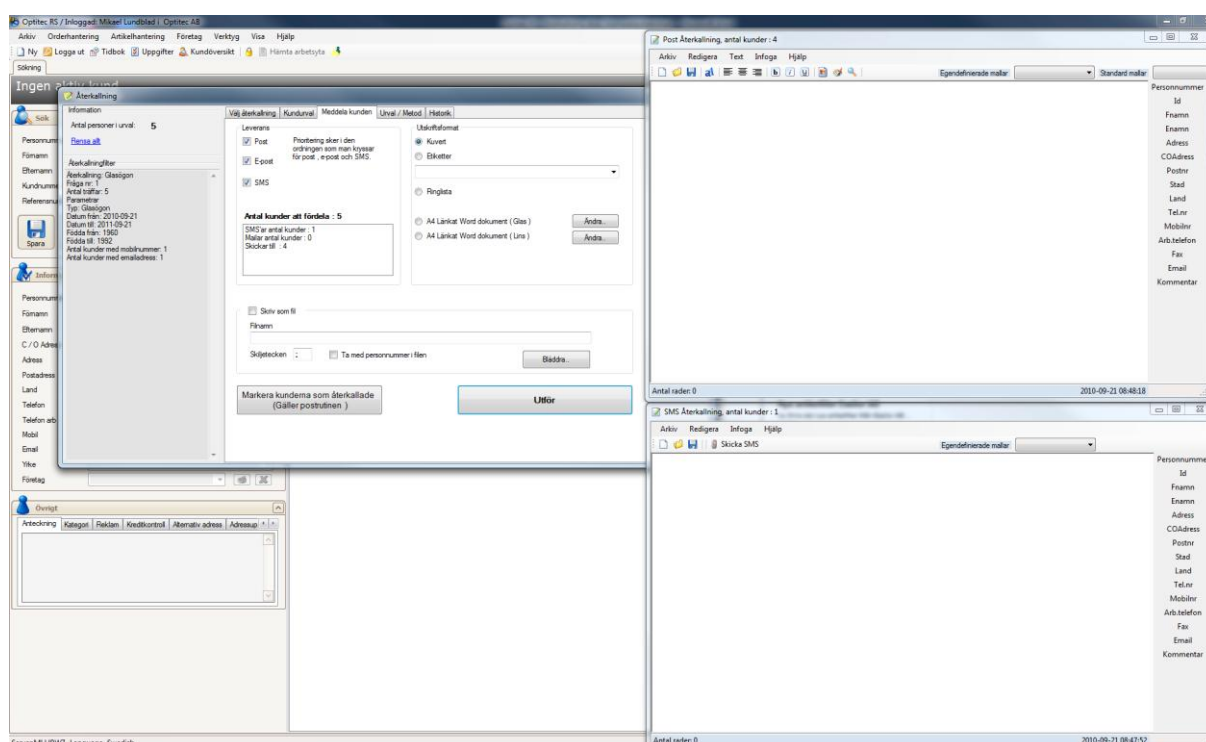 Optitec RS / Inloggad: Mikael Lundblad i Optitec AB
Arkiv Orderhantering Artikelhantering Företag Verktyg Visa Hjälp
Ny Logga ut Tidbok Uppgifter Kundöversikt Hämta arbetsyta
Sökning
Ingen aktiv kund
Sök
Förnamn
Efternamn
Spara
Förnamn
Efternamn
Adress
Postadress
Land
Telefon
Telefon arb
Mobil
Email
Yrke
Företag
Övrigt
Anteckning Kategori Reklam Kreditkontroll Alternativ adress Adressup
Återkallning
Information
Antal personer i urval: 5
Rensa allt
Återkallningfilter
Återkallning: Glasögon
Fråga nr: 1
Antal träffar: 5
Parametrar
Typ: Glasögon
Datum från: 2010-09-21
Datum till: 2011-09-21
Födda från: 1960
Födda till: 1992
Antal kunder med mobilnummer: 1
Antal kunder med emailadress: 1
Välj återkallning Kundurval Meddela kunden Urval / Metod Historik
Leverans
Post
E-post
SMS
Prioritering sker i den
ordningen som man kryssar
för post , e-post och SMS.
Antal kunder att fördela : 5
SMS'ar antal kunder : 1
Mailar antal kunder : 0
Skickar till : 4
Utskriftsformat
Kuvert
Etiketter
Ringlista
A4 Länkat Word dokument ( Glas ) Ändra..
A4 Länkat Word dokument ( Lins ) Ändra..
Skriv som fil
Filnamn
Skiljetecken ; Ta med personnummer i filen Bläddra..
Markera kunderna som återkallade
(Gäller postrutinen )
Utför
Post Återkallning, antal kunder : 4
Arkiv Redigera Text Infoga Hjälp
Egendefinierade mallar: Standard mallar
Personnummer
Id
Fnamn
Enamn
Adress
COAdress
Postnr
Stad
Land
Tel.nr
Mobilnr
Arb.telefon
Fax
Email
Kommentar
Antal rader: 0 2010-09-21 08:48:18
SMS Återkallning, antal kunder : 1
Arkiv Redigera Infoga Hjälp
Skicka SMS Egendefinierade mallar:
Personnumme
Id
Fnamn
Enamn
Adress
COAdress
Postnr
Stad
Land
Tel.nr
Mobilnr
Arb.telefon
Fax
Email
Kommentar
Antal rader: 0 2010-09-21 08:47:52